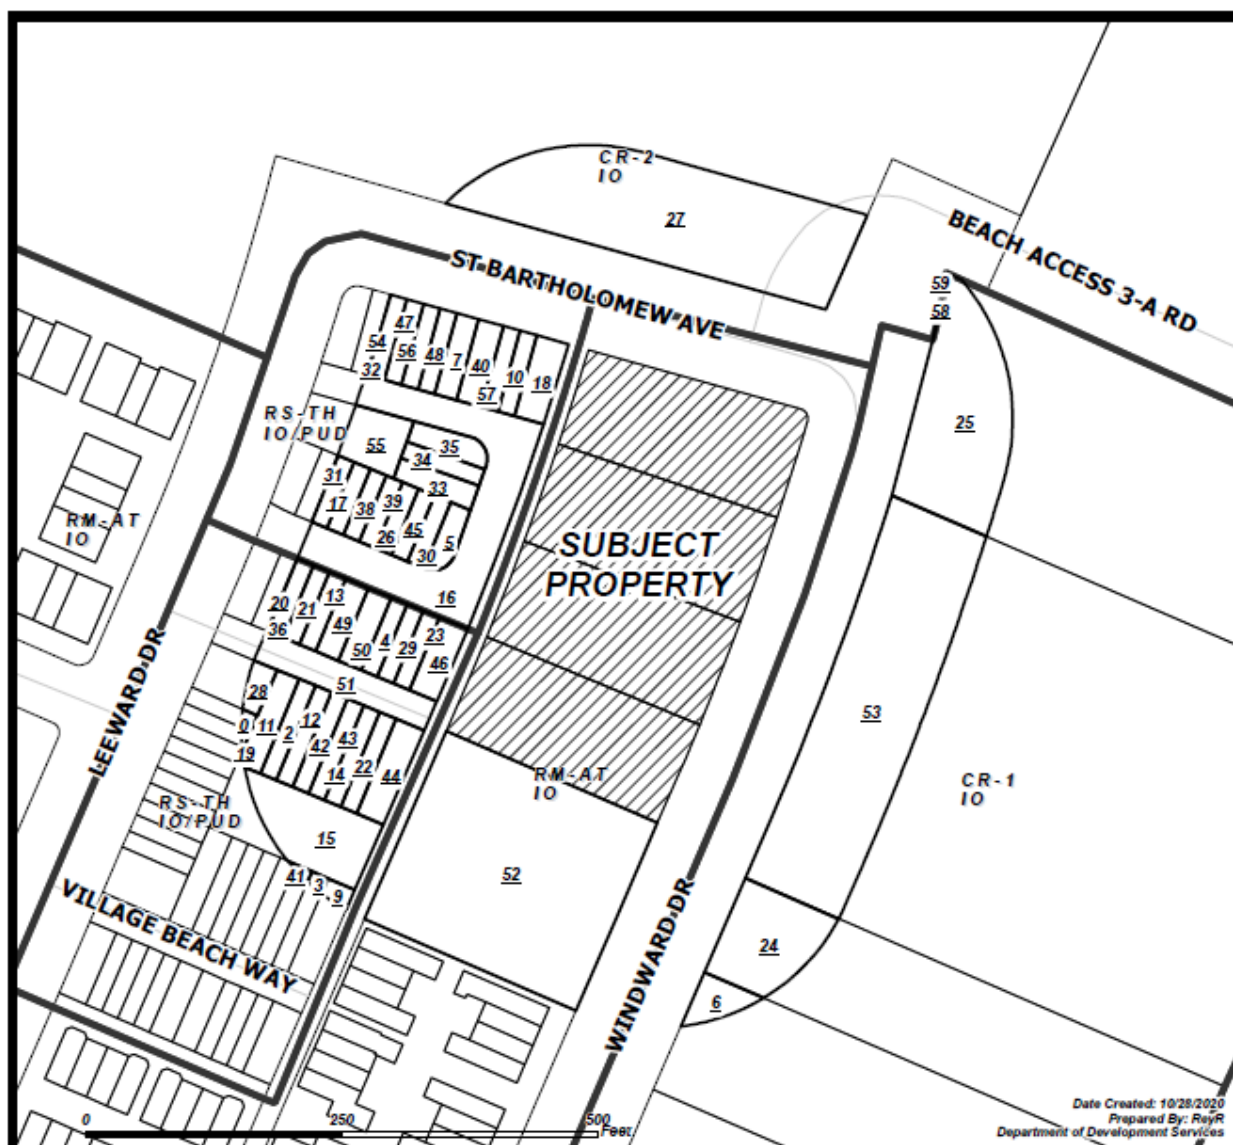 CR-2
IO
27
BEACH ACCESS 3-A RD
ST BARTHOLOMEW AVE
59
58
47
54
56
48
7
40
10
18
32
57
RS-TH
IO/PUD
25
55
35
34
33
31
17
38
39
26
45
30
5
RM-AT
IO
SUBJECT
PROPERTY
16
20
21
13
36
49
50
4
29
23
46
51
28
0
11
2
12
42
43
19
14
22
44
53
LEEWARD DR
RM-AT
IO
CR-1
IO
RS-TH
IO/PUD
15
52
41
3
9
VILLAGE BEACH WAY
24
6
WINDWARD DR
0
250
500
Feet
Date Created: 10/28/2020
Prepared By: ReyR
Department of Development Services